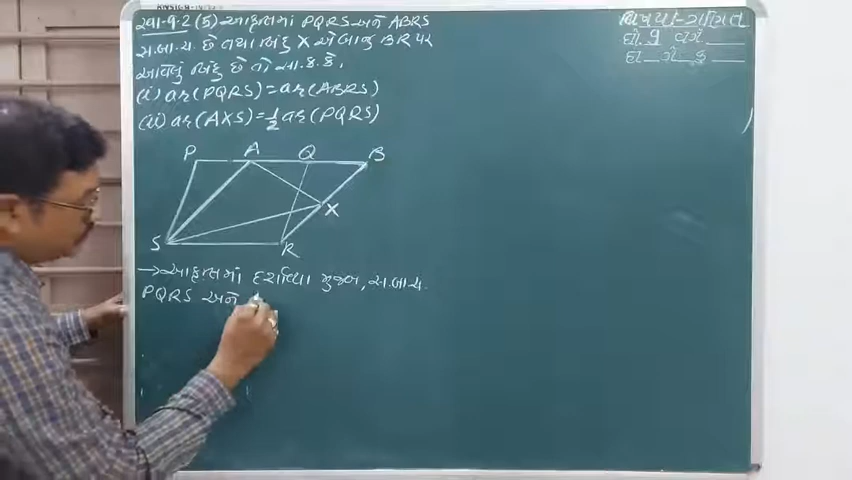 સ્વા-9.2 (5) આકૃતિમાં PQRS અને ABRS
સ.બા.ચ. છે તથા બિંદુ X એ બાજુ BR પર
આવેલું બિંદુ છે તો સા.ક.કે.
(i) ar(PQRS) = ar(ABRS)
(ii) ar(AXS) = 1/2 ar(PQRS)
P A Q B
X
S R
→ આકૃતિમાં દર્શાવ્યા મુજબ, સ.બા.ચ.
PQRS અને
વિષય:-ગણિત
ધો. 9